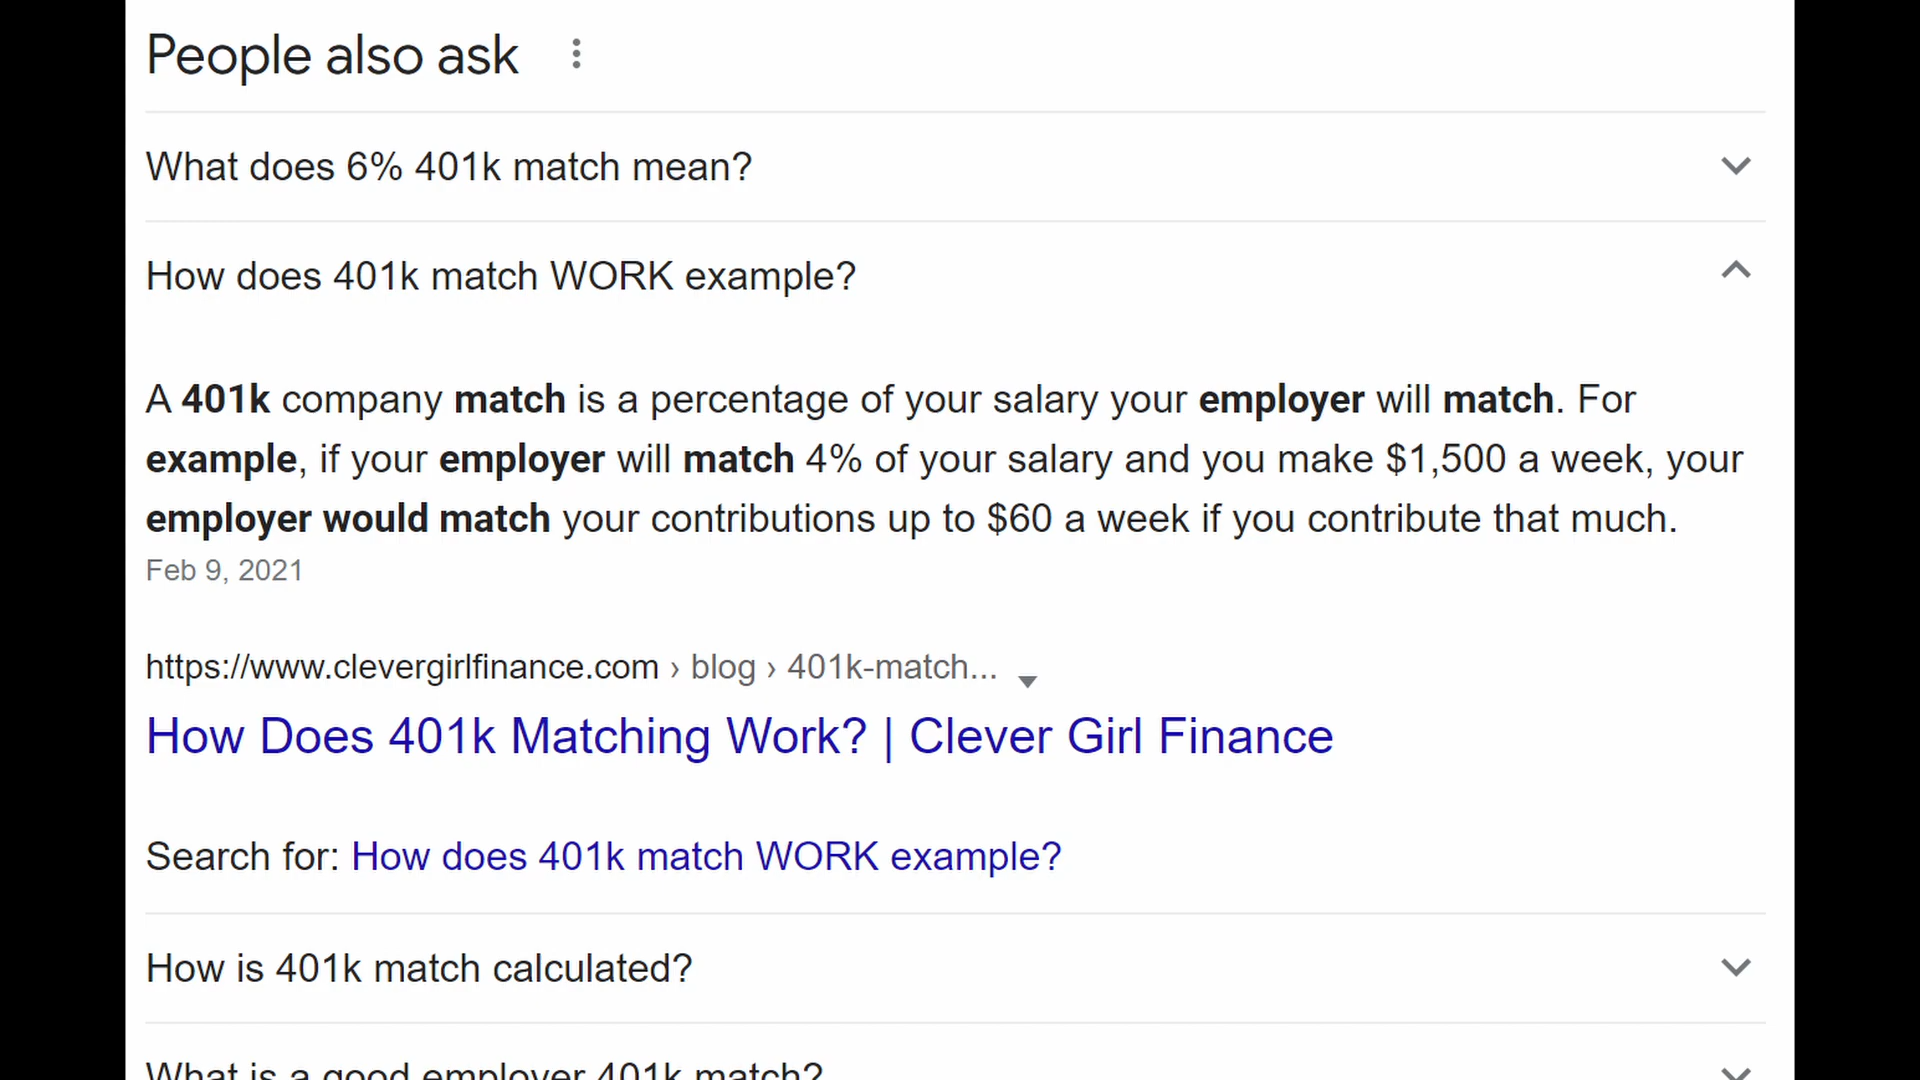 People also ask
What does 6% 401k match mean?
How does 401k match WORK example?
A 401k company match is a percentage of your salary your employer will match. For
example, if your employer will match 4% of your salary and you make $1,500 a week, your
employer would match your contributions up to $60 a week if you contribute that much.
Feb 9, 2021
https://www.clevergirlfinance.com › blog › 401k-match...
How Does 401k Matching Work? | Clever Girl Finance
Search for: How does 401k match WORK example?
How is 401k match calculated?
What is a good employer 401k match?